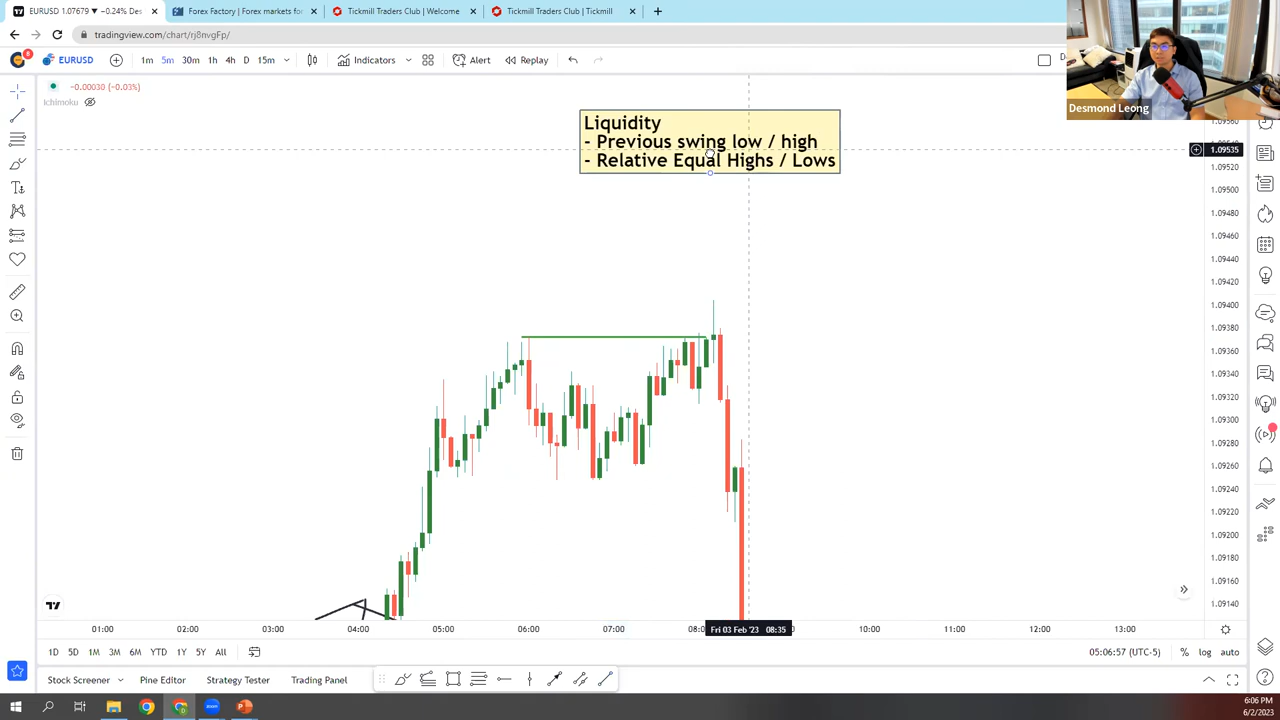 EURUSD 1.07679 ▼ −0.24% Des
Forex Factory | Forex markets fo
Tickmill Traders Club | Welcome
Tickmill Traders Club | Tickmill
tradingview.com/chart/rj8nvgFp/
8
EURUSD
1m
5m
30m
1h
4h
D
15m
Indicators
Alert
Replay
Desmond Leong
−0.00030 (−0.03%)
Ichimoku
Liquidity
- Previous swing low / high
- Relative Equal Highs / Lows
1.09560
1.09535
1.09520
1.09500
1.09480
1.09460
1.09440
1.09420
1.09400
1.09380
1.09360
1.09340
1.09320
1.09300
1.09280
1.09260
1.09240
1.09220
1.09200
1.09180
1.09160
1.09140
01:00
02:00
03:00
04:00
05:00
06:00
07:00
08:0
Fri 03 Feb '23 08:35
10:00
11:00
12:00
13:00
1D
5D
1M
3M
6M
YTD
1Y
5Y
All
05:06:57 (UTC-5)
%
log
auto
Stock Screener
Pine Editor
Strategy Tester
Trading Panel
6:06 PM
6/2/2023